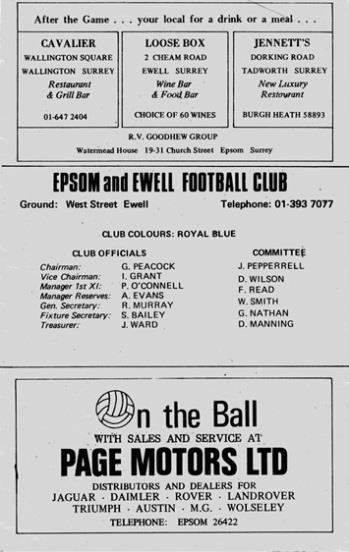 After the Game . . . your local for a drink or a meal . . .
CAVALIER
WALLINGTON SQUARE
WALLINGTON SURREY
Restaurant
& Grill Bar
01-647 2404
LOOSE BOX
2 CHEAM ROAD
EWELL SURREY
Wine Bar
& Food Bar
CHOICE OF 60 WINES
JENNETT'S
DORKING ROAD
TADWORTH SURREY
New Luxury
Restaurant
BURGH HEATH 58893
R.V. GOODHEW GROUP
Watermead House 19-31 Church Street Epsom Surrey
EPSOM and EWELL FOOTBALL CLUB
Ground: West Street Ewell Telephone: 01-393 7077
CLUB COLOURS: ROYAL BLUE
CLUB OFFICIALS
Chairman: G. PEACOCK
Vice Chairman: I. GRANT
Manager 1st XI: P. O'CONNELL
Manager Reserves: A. EVANS
Gen. Secretary: R. MURRAY
Fixture Secretary: S. BAILEY
Treasurer: J. WARD
COMMITTEE
J. PEPPERRELL
D. WILSON
F. READ
W. SMITH
G. NATHAN
D. MANNING
On the Ball
WITH SALES AND SERVICE AT
PAGE MOTORS LTD
DISTRIBUTORS AND DEALERS FOR
JAGUAR · DAIMLER · ROVER · LANDROVER
TRIUMPH · AUSTIN · M.G. · WOLSELEY
TELEPHONE: EPSOM 26422